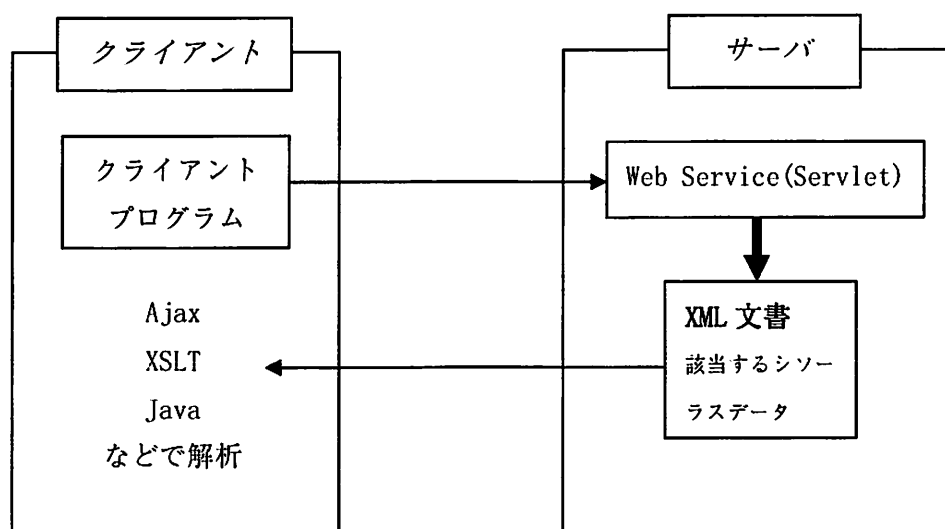 クライアント
サーバ
クライアント
プログラム
Web Service(Servlet)
Ajax
XSLT
Java
などで解析
XML 文書
該当するシソー
ラスデータ